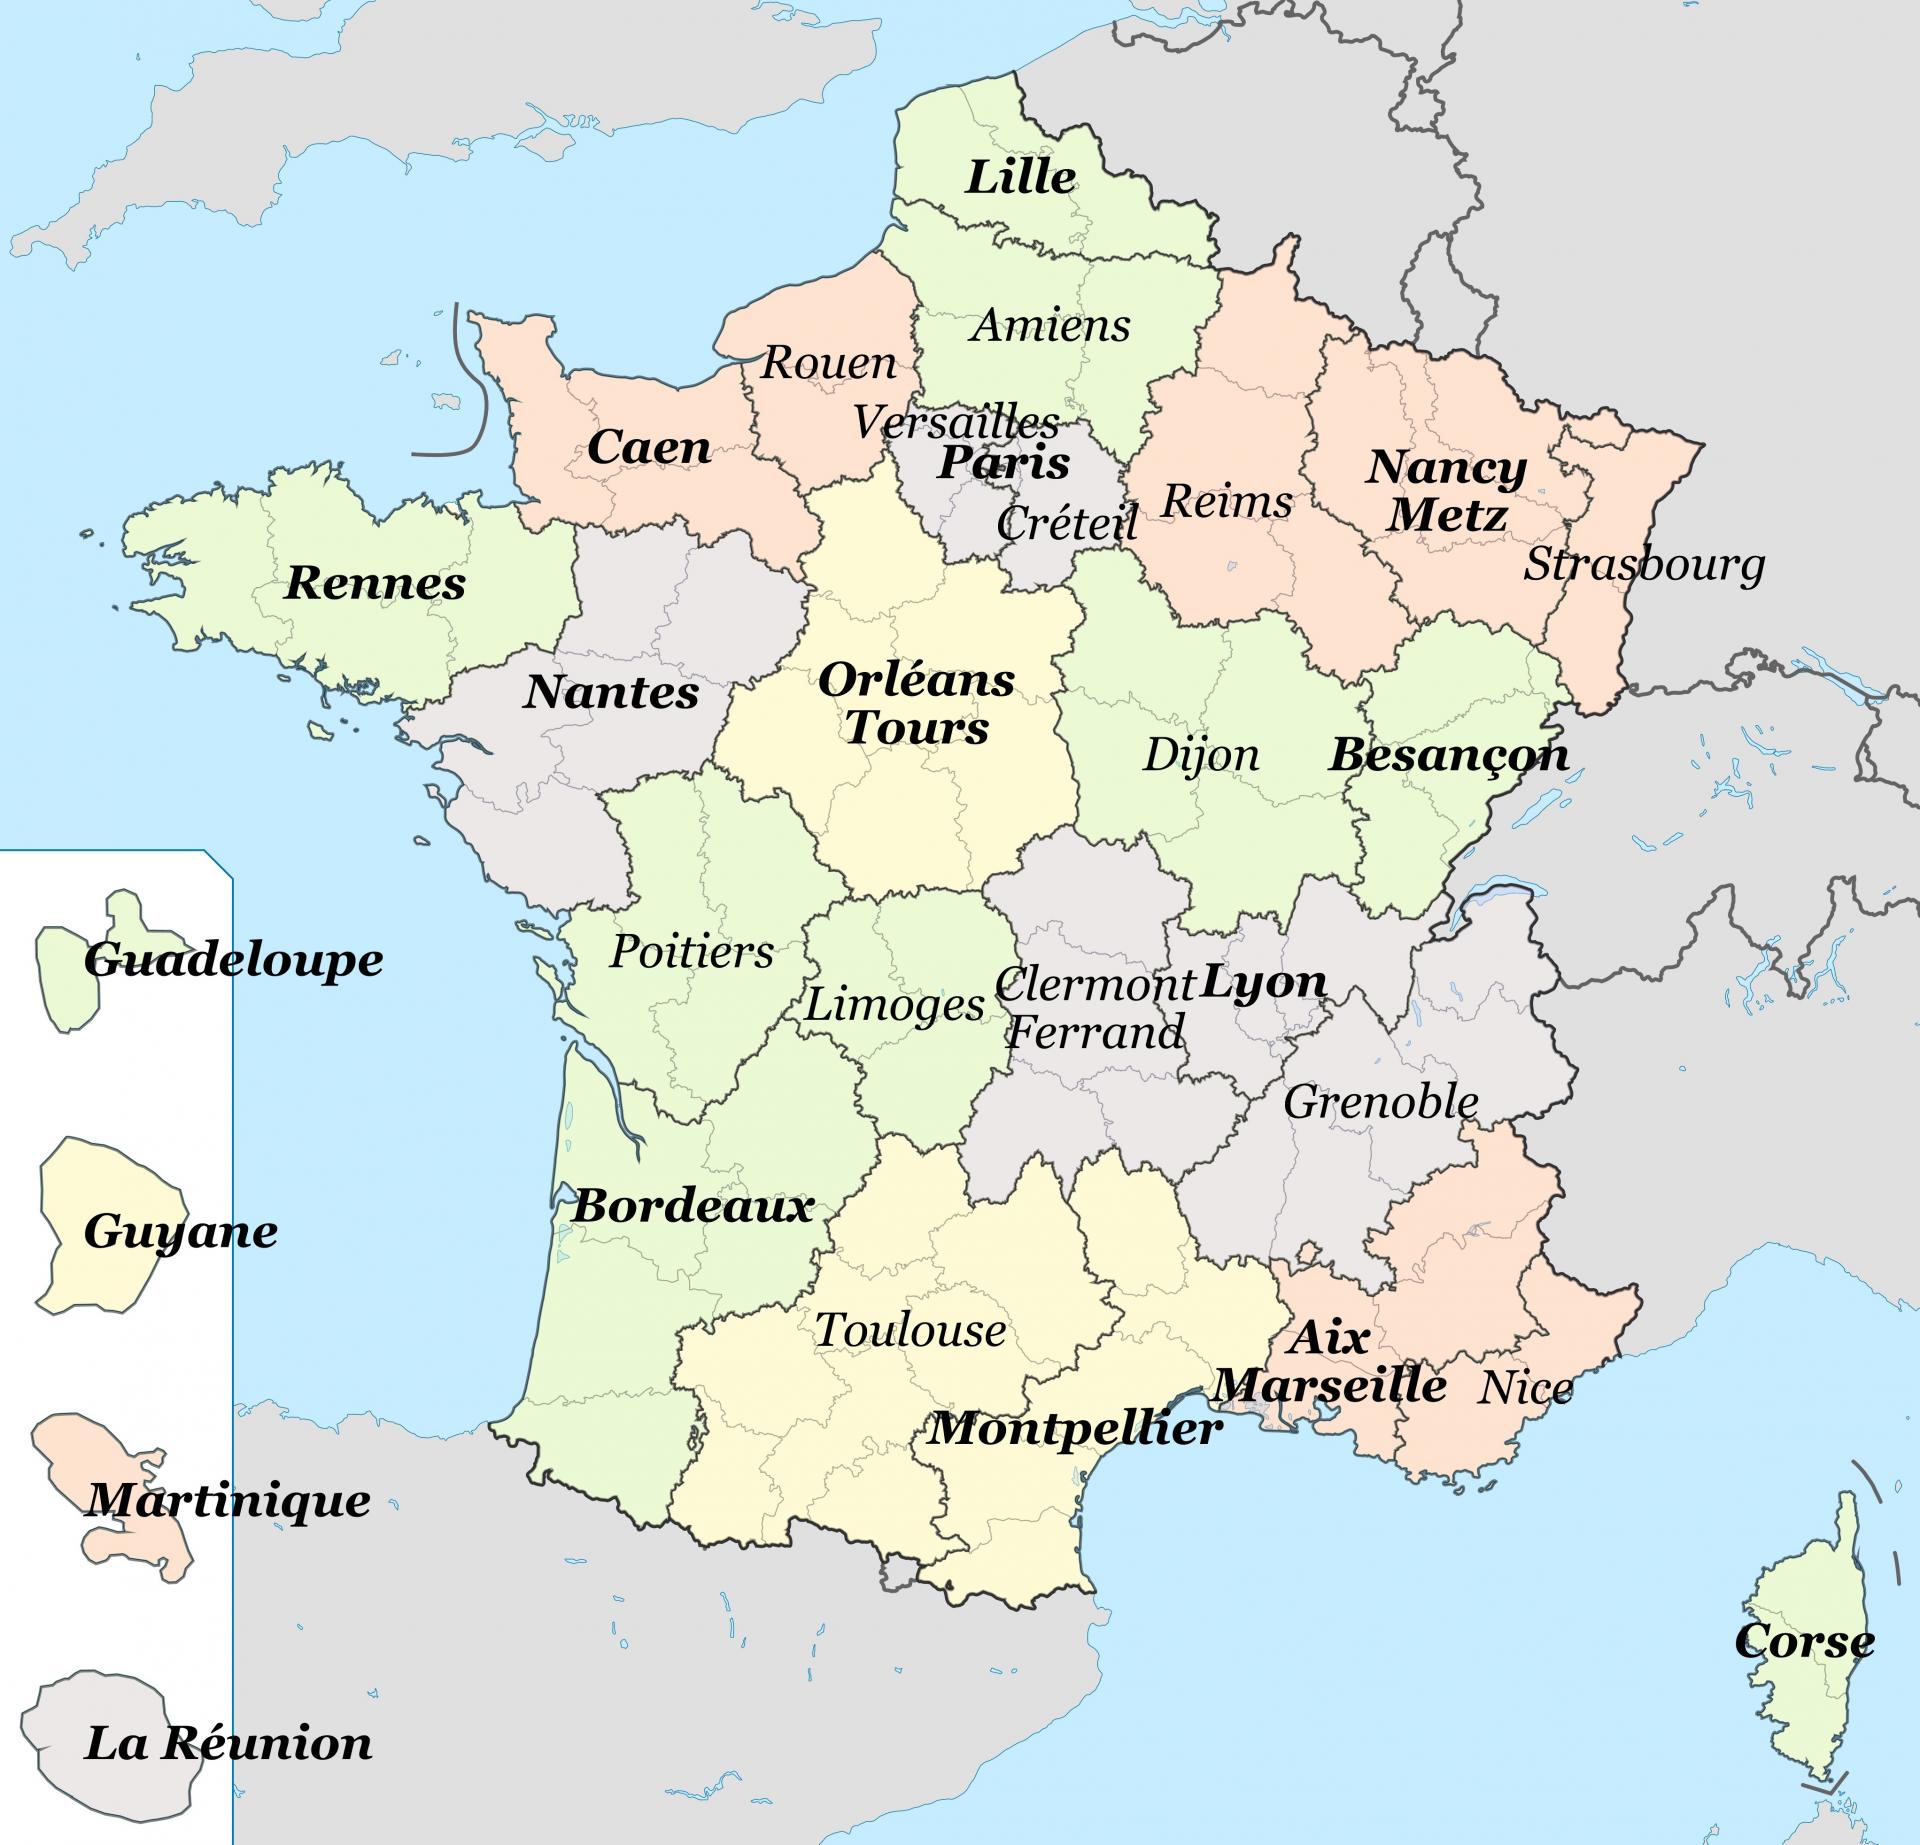 Lille
Amiens
Rouen
Versailles
Caen
Paris
Nancy
Metz
Reims
Créteil
Strasbourg
Rennes
Nantes
Orléans
Tours
Dijon
Besançon
Poitiers
Guadeloupe
Limoges
Clermont
Ferrand
Lyon
Grenoble
Bordeaux
Guyane
Toulouse
Aix
Marseille
Nice
Montpellier
Martinique
Corse
La Réunion